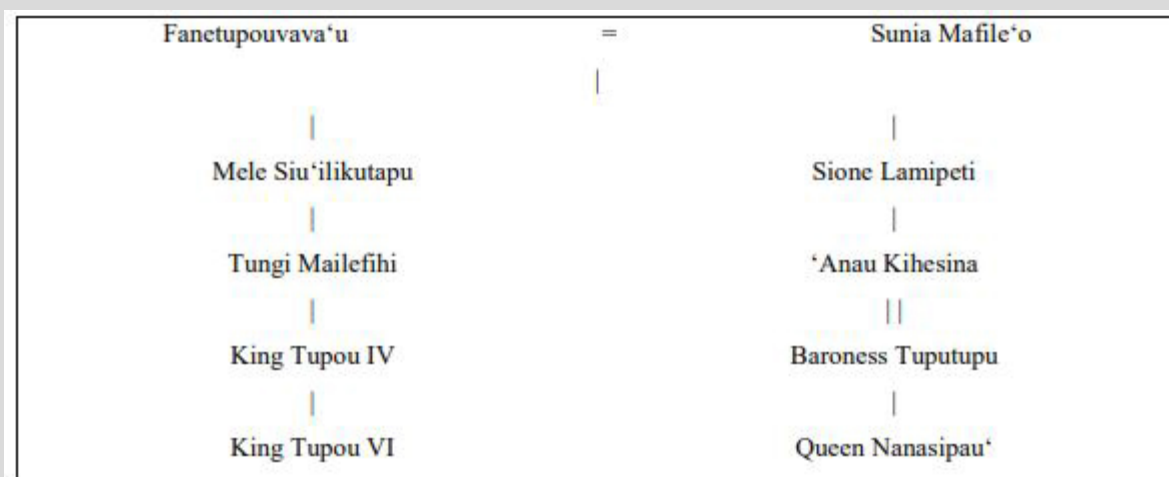 Fanetupouvava‘u = Sunia Mafile‘o
Mele Siu‘ilikutapu Sione Lamipeti
Tungi Mailefihi ‘Anau Kihesina
King Tupou IV Baroness Tuputupu
King Tupou VI Queen Nanasipau‘